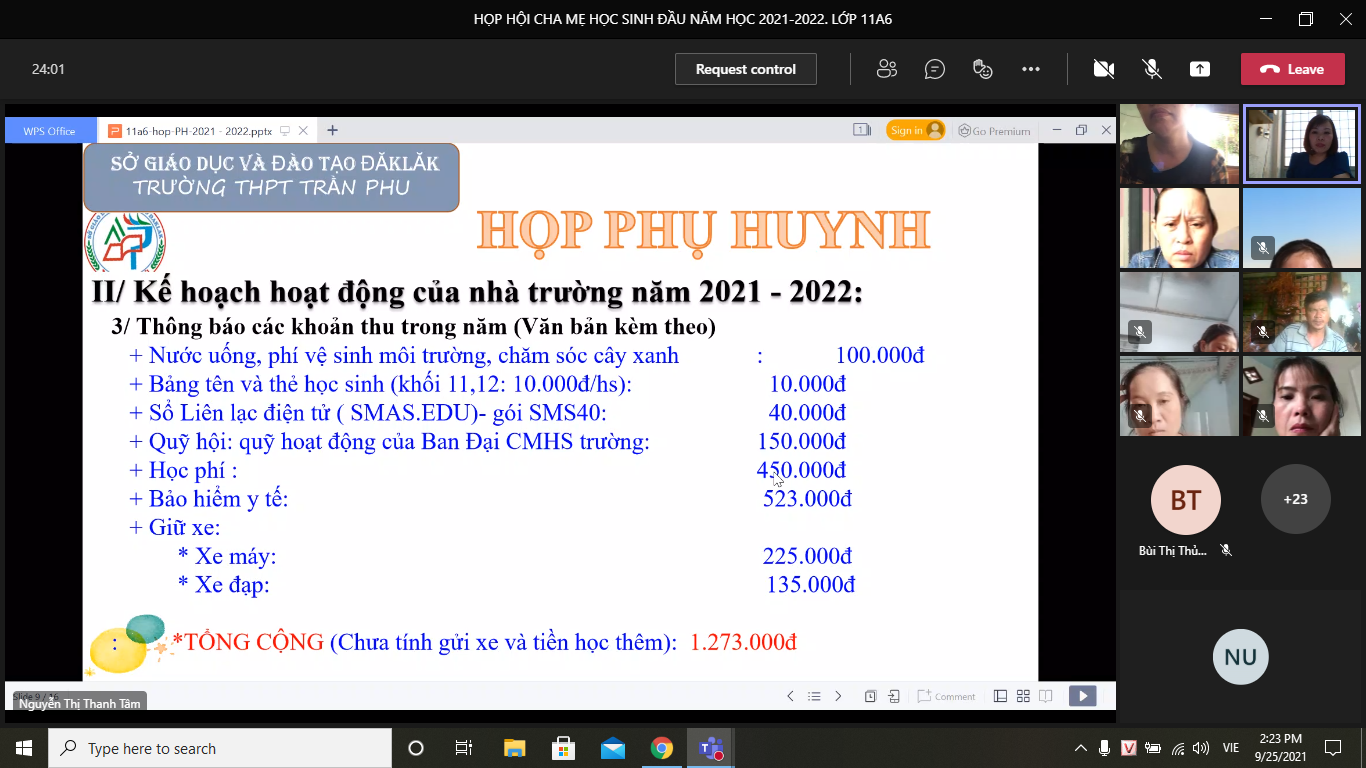 HỌP HỘI CHA MẸ HỌC SINH ĐẦU NĂM HỌC 2021-2022. LỚP 11A6
24:01
Request control
Leave
WPS Office
11a6-hop-PH-2021 - 2022.pptx
1
Sign in
Go Premium
SỞ GIÁO DỤC VÀ ĐÀO TẠO ĐĂKLĂK
TRƯỜNG THPT TRẦN PHU
HỌP PHỤ HUYNH
II/ Kế hoạch hoạt động của nhà trường năm 2021 - 2022:
3/ Thông báo các khoản thu trong năm (Văn bản kèm theo)
+ Nước uống, phí vệ sinh môi trường, chăm sóc cây xanh : 100.000đ
+ Bảng tên và thẻ học sinh (khối 11,12: 10.000đ/hs): 10.000đ
+ Sổ Liên lạc điện tử ( SMAS.EDU)- gói SMS40: 40.000đ
+ Quỹ hội: quỹ hoạt động của Ban Đại CMHS trường: 150.000đ
+ Học phí : 450.000đ
+ Bảo hiểm y tế: 523.000đ
+ Giữ xe:
* Xe máy: 225.000đ
* Xe đạp: 135.000đ
: *TỔNG CỘNG (Chưa tính gửi xe và tiền học thêm): 1.273.000đ
Slide 9 / 16
Comment
Nguyễn Thị Thanh Tâm
BT
+23
Bùi Thị Thủ...
NU
Type here to search
VIE
2:23 PM
9/25/2021